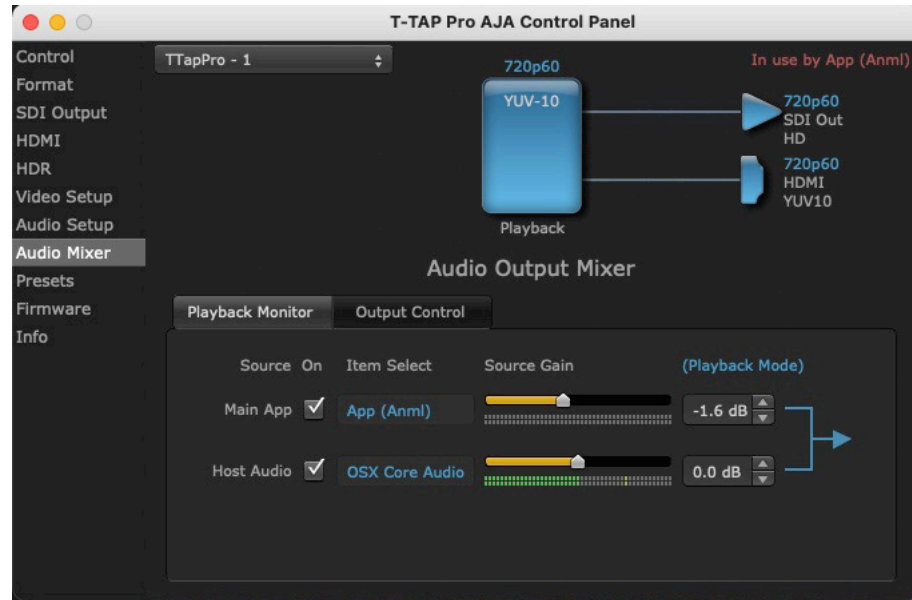 T-TAP Pro AJA Control Panel
Control
Format
SDI Output
HDMI
HDR
Video Setup
Audio Setup
Audio Mixer
Presets
Firmware
Info
TTapPro - 1
720p60
In use by App (Anml)
YUV-10
720p60
SDI Out
HD
720p60
HDMI
YUV10
Playback
Audio Output Mixer
Playback Monitor Output Control
Source On Item Select Source Gain (Playback Mode)
Main App App (Anml) -1.6 dB
Host Audio OSX Core Audio 0.0 dB